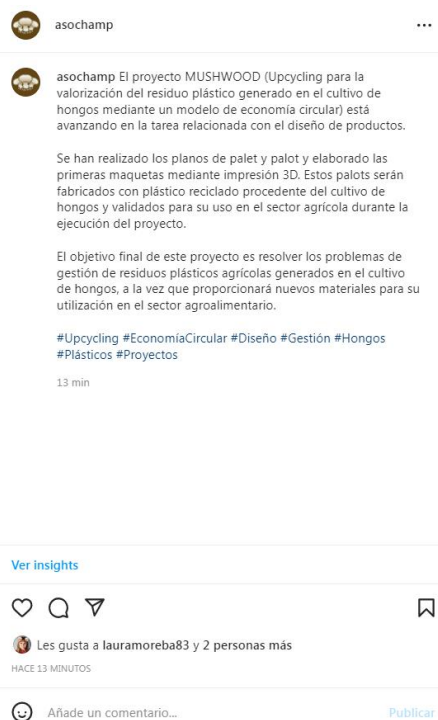 asochamp
asochamp El proyecto MUSHWOOD (Upcycling para la
valorización del residuo plástico generado en el cultivo de
hongos mediante un modelo de economía circular) está
avanzando en la tarea relacionada con el diseño de productos.
Se han realizado los planos de palet y palot y elaborado las
primeras maquetas mediante impresión 3D. Estos palots serán
fabricados con plástico reciclado procedente del cultivo de
hongos y validados para su uso en el sector agrícola durante la
ejecución del proyecto.
El objetivo final de este proyecto es resolver los problemas de
gestión de residuos plásticos agrícolas generados en el cultivo
de hongos, a la vez que proporcionará nuevos materiales para su
utilización en el sector agroalimentario.
#Upcycling #EconomíaCircular #Diseño #Gestión #Hongos
#Plásticos #Proyectos
13 min
Ver insights
Les gusta a lauramoreba83 y 2 personas más
HACE 13 MINUTOS
Añade un comentario... Publicar